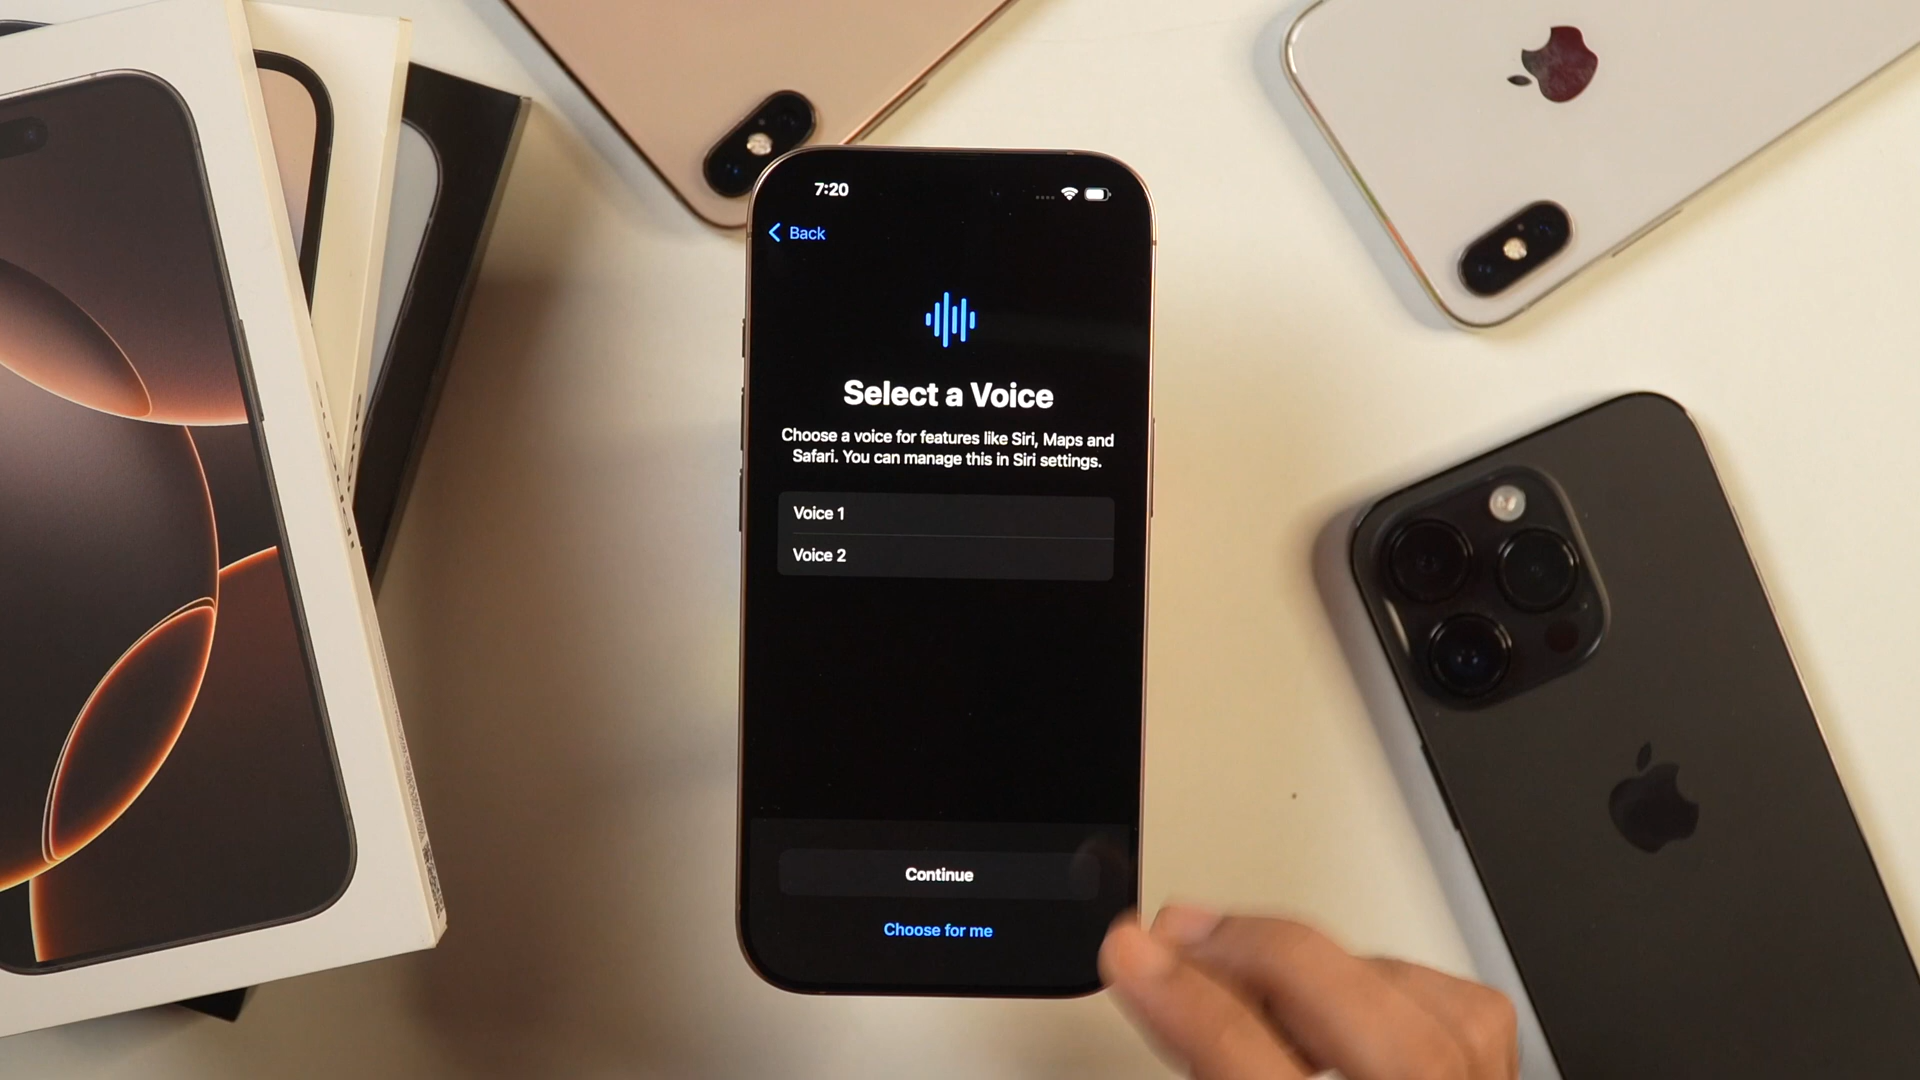 7:20
Back
Select a Voice
Choose a voice for features like Siri, Maps and
Safari. You can manage this in Siri settings.
Voice 1
Voice 2
Continue
Choose for me